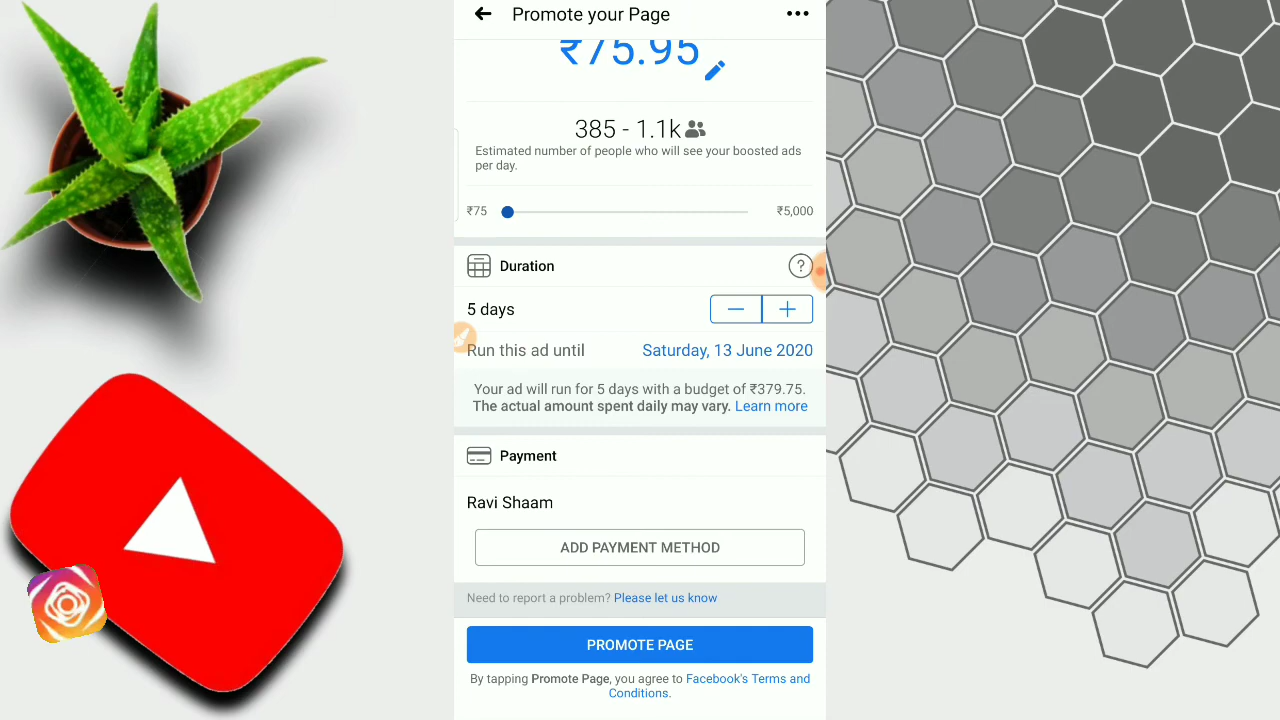 Promote your Page
₹75.95
385 - 1.1k
Estimated number of people who will see your boosted ads
per day.
₹75
₹5,000
Duration
?
5 days
Run this ad until
Saturday, 13 June 2020
Your ad will run for 5 days with a budget of ₹379.75.
The actual amount spent daily may vary. Learn more
Payment
Ravi Shaam
ADD PAYMENT METHOD
Need to report a problem? Please let us know
PROMOTE PAGE
By tapping Promote Page, you agree to Facebook's Terms and
Conditions.